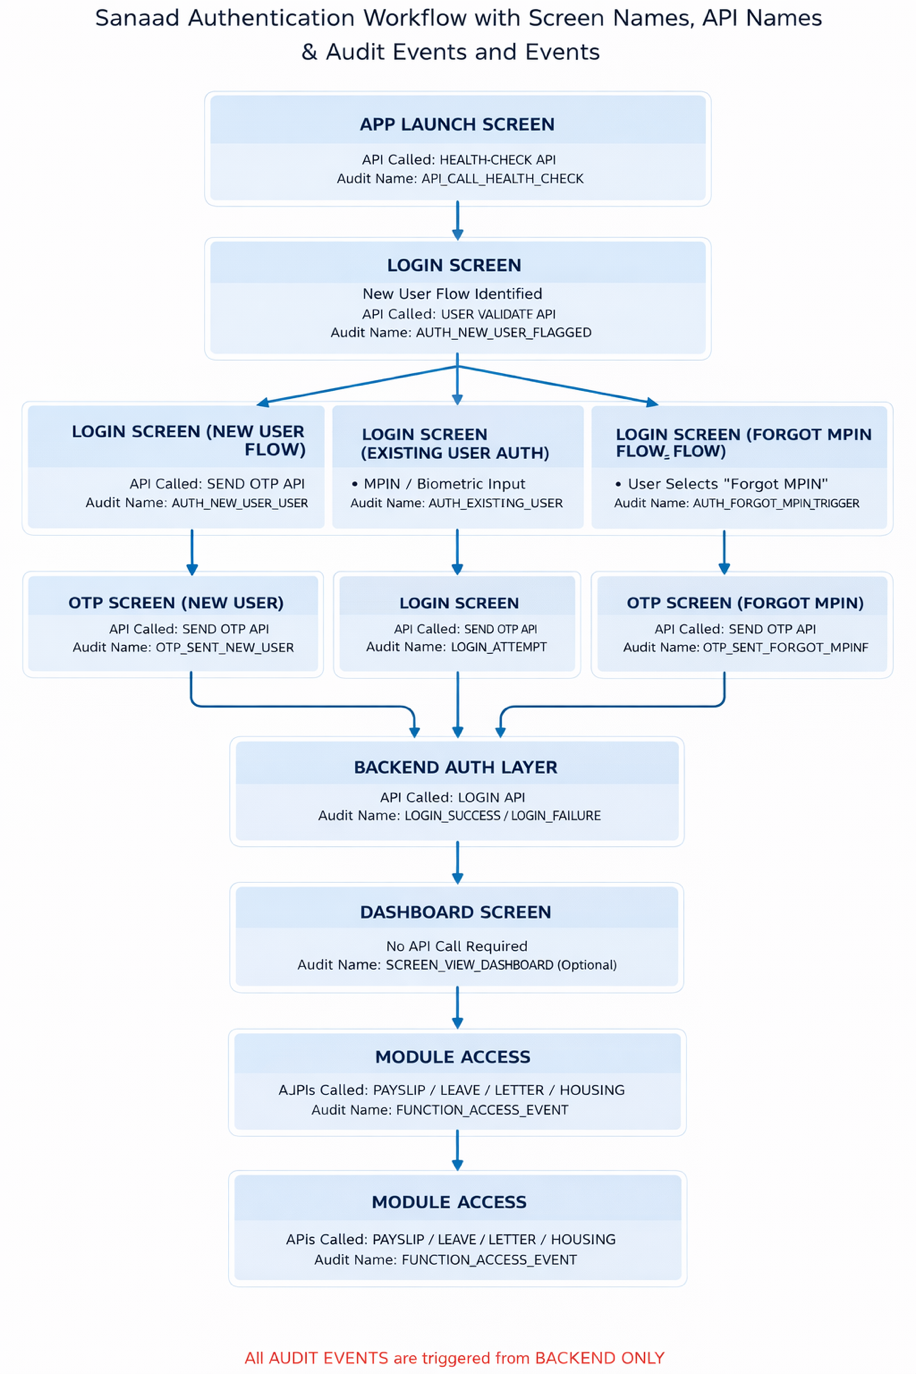 Sanaad Authentication Workflow with Screen Names, API Names
& Audit Events and Events
APP LAUNCH SCREEN
API Called: HEALTH-CHECK API
Audit Name: API_CALL_HEALTH_CHECK
LOGIN SCREEN
New User Flow Identified
API Called: USER VALIDATE API
Audit Name: AUTH_NEW_USER_FLAGGED
LOGIN SCREEN (NEW USER
FLOW)
API Called: SEND OTP API
Audit Name: AUTH_NEW_USER_USER
LOGIN SCREEN
(EXISTING USER AUTH)
• MPIN / Biometric Input
Audit Name: AUTH_EXISTING_USER
LOGIN SCREEN (FORGOT MPIN
FLOW, FLOW)
• User Selects "Forgot MPIN"
Audit Name: AUTH_FORGOT_MPIN_TRIGGER
OTP SCREEN (NEW USER)
API Called: SEND OTP API
Audit Name: OTP_SENT_NEW_USER
LOGIN SCREEN
API Called: SEND OTP API
Audit Name: LOGIN_ATTEMPT
OTP SCREEN (FORGOT MPIN)
API Called: SEND OTP API
Audit Name: OTP_SENT_FORGOT_MPINF
BACKEND AUTH LAYER
API Called: LOGIN API
Audit Name: LOGIN_SUCCESS / LOGIN_FAILURE
DASHBOARD SCREEN
No API Call Required
Audit Name: SCREEN_VIEW_DASHBOARD (Optional)
MODULE ACCESS
AJPIs Called: PAYSLIP / LEAVE / LETTER / HOUSING
Audit Name: FUNCTION_ACCESS_EVENT
MODULE ACCESS
APIs Called: PAYSLIP / LEAVE / LETTER / HOUSING
Audit Name: FUNCTION_ACCESS_EVENT
All AUDIT EVENTS are triggered from BACKEND ONLY